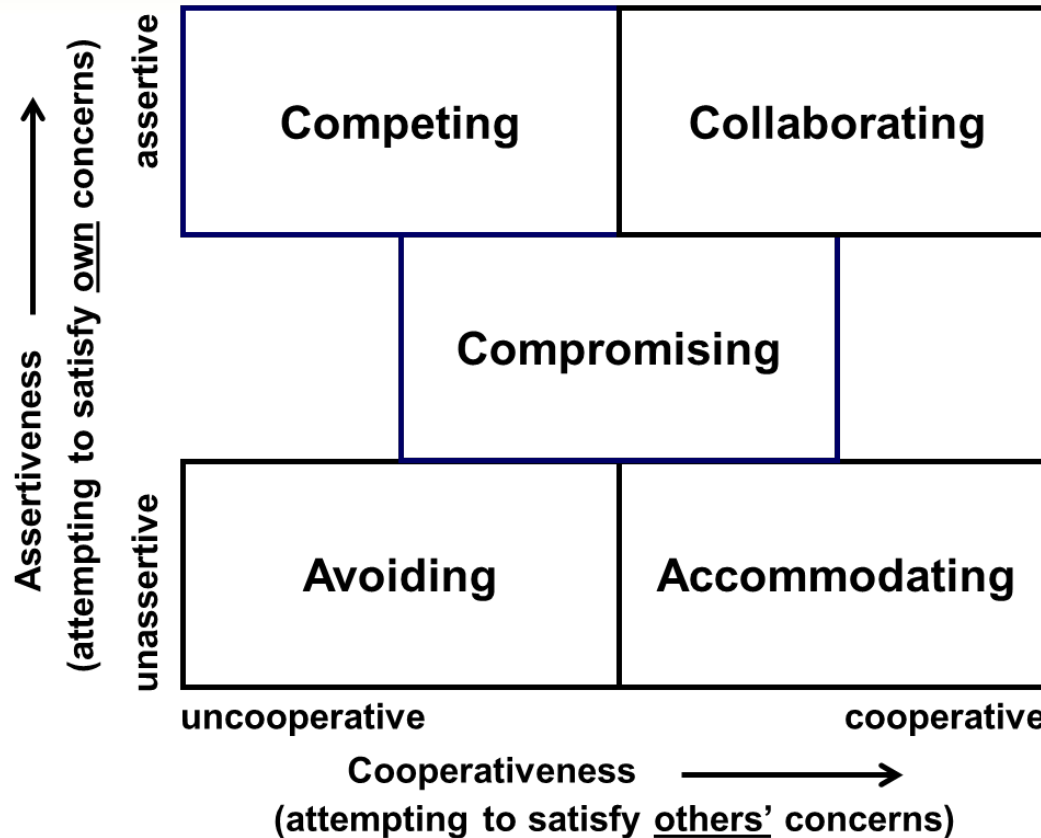 Assertiveness
(attempting to satisfy own concerns)
assertive
unassertive
Competing
Collaborating
Compromising
Avoiding
Accommodating
uncooperative
cooperative
Cooperativeness
(attempting to satisfy others’ concerns)